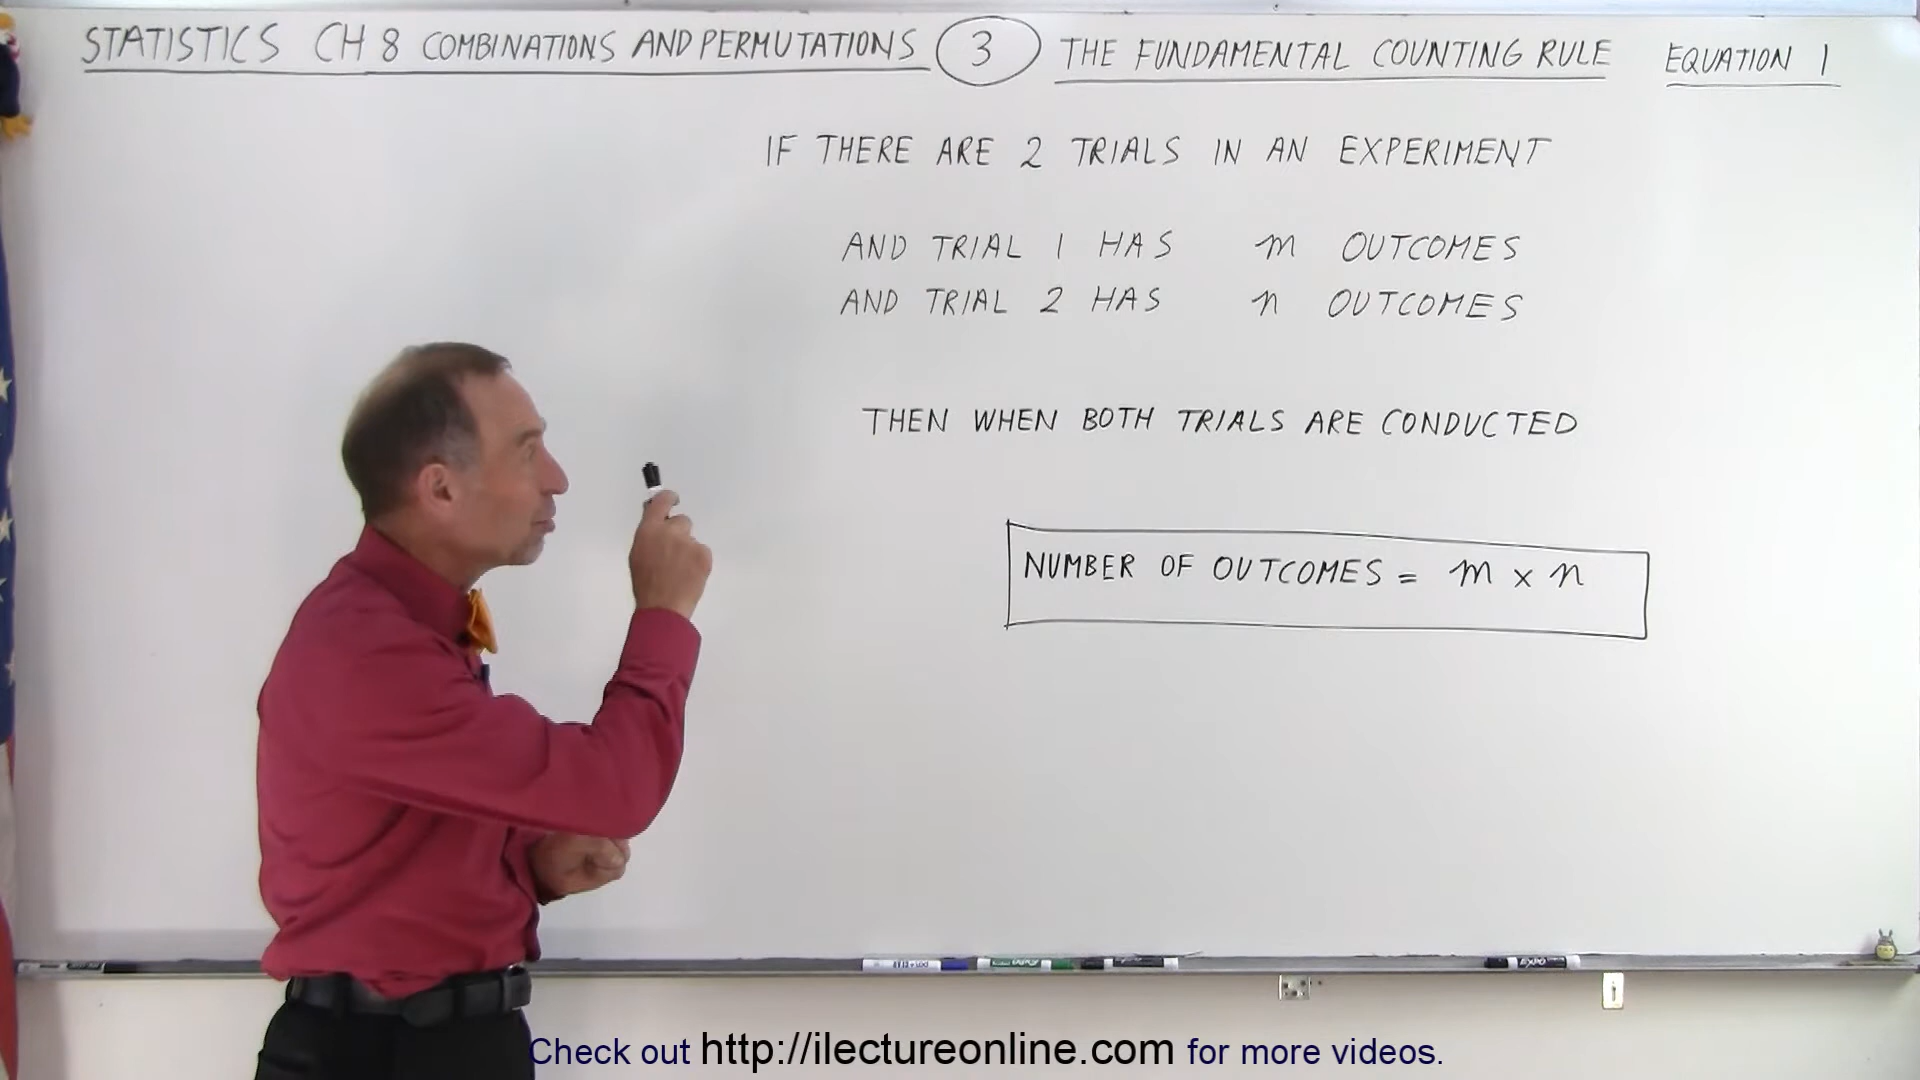 STATISTICS CH 8 COMBINATIONS AND PERMUTATIONS 3 THE FUNDAMENTAL COUNTING RULE EQUATION 1
IF THERE ARE 2 TRIALS IN AN EXPERIMENT
AND TRIAL 1 HAS m OUTCOMES
AND TRIAL 2 HAS n OUTCOMES
THEN WHEN BOTH TRIALS ARE CONDUCTED
NUMBER OF OUTCOMES = m x n
EXPO
Check out http://ilectureonline.com for more videos.